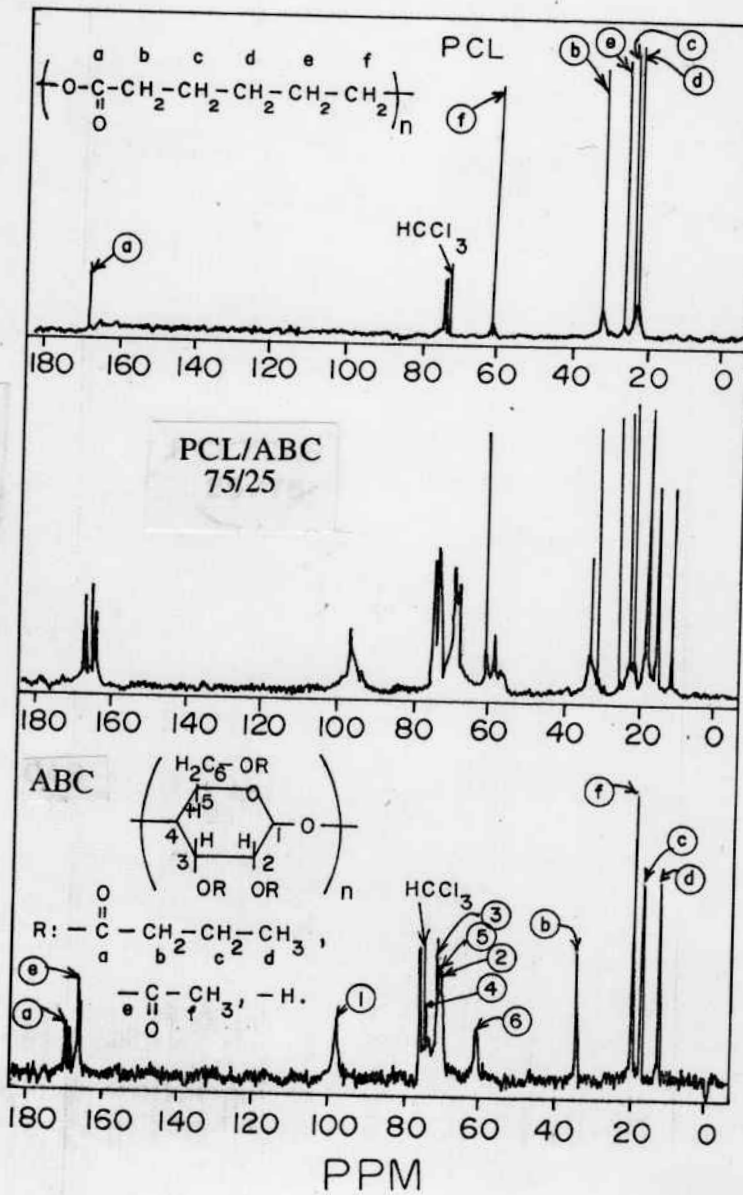 a b c d e f PCL
( O-C-CH2-CH2-CH2-CH2-CH2 )n
O
b e c d
f
a
HCCl3
180 160 140 120 100 80 60 40 20 0
PCL/ABC
75/25
180 160 140 120 100 80 60 40 20 0
ABC
H2C-OR
6
5 O
H
4 1 -O-
H H
3 2
OR OR
n
O
R: -C-CH2-CH2-CH3,
a b c d
-C-CH3, -H.
e f
O
e
a
1
HCCl3
3
5
2
4
6
b
f
c
d
180 160 140 120 100 80 60 40 20 0
PPM